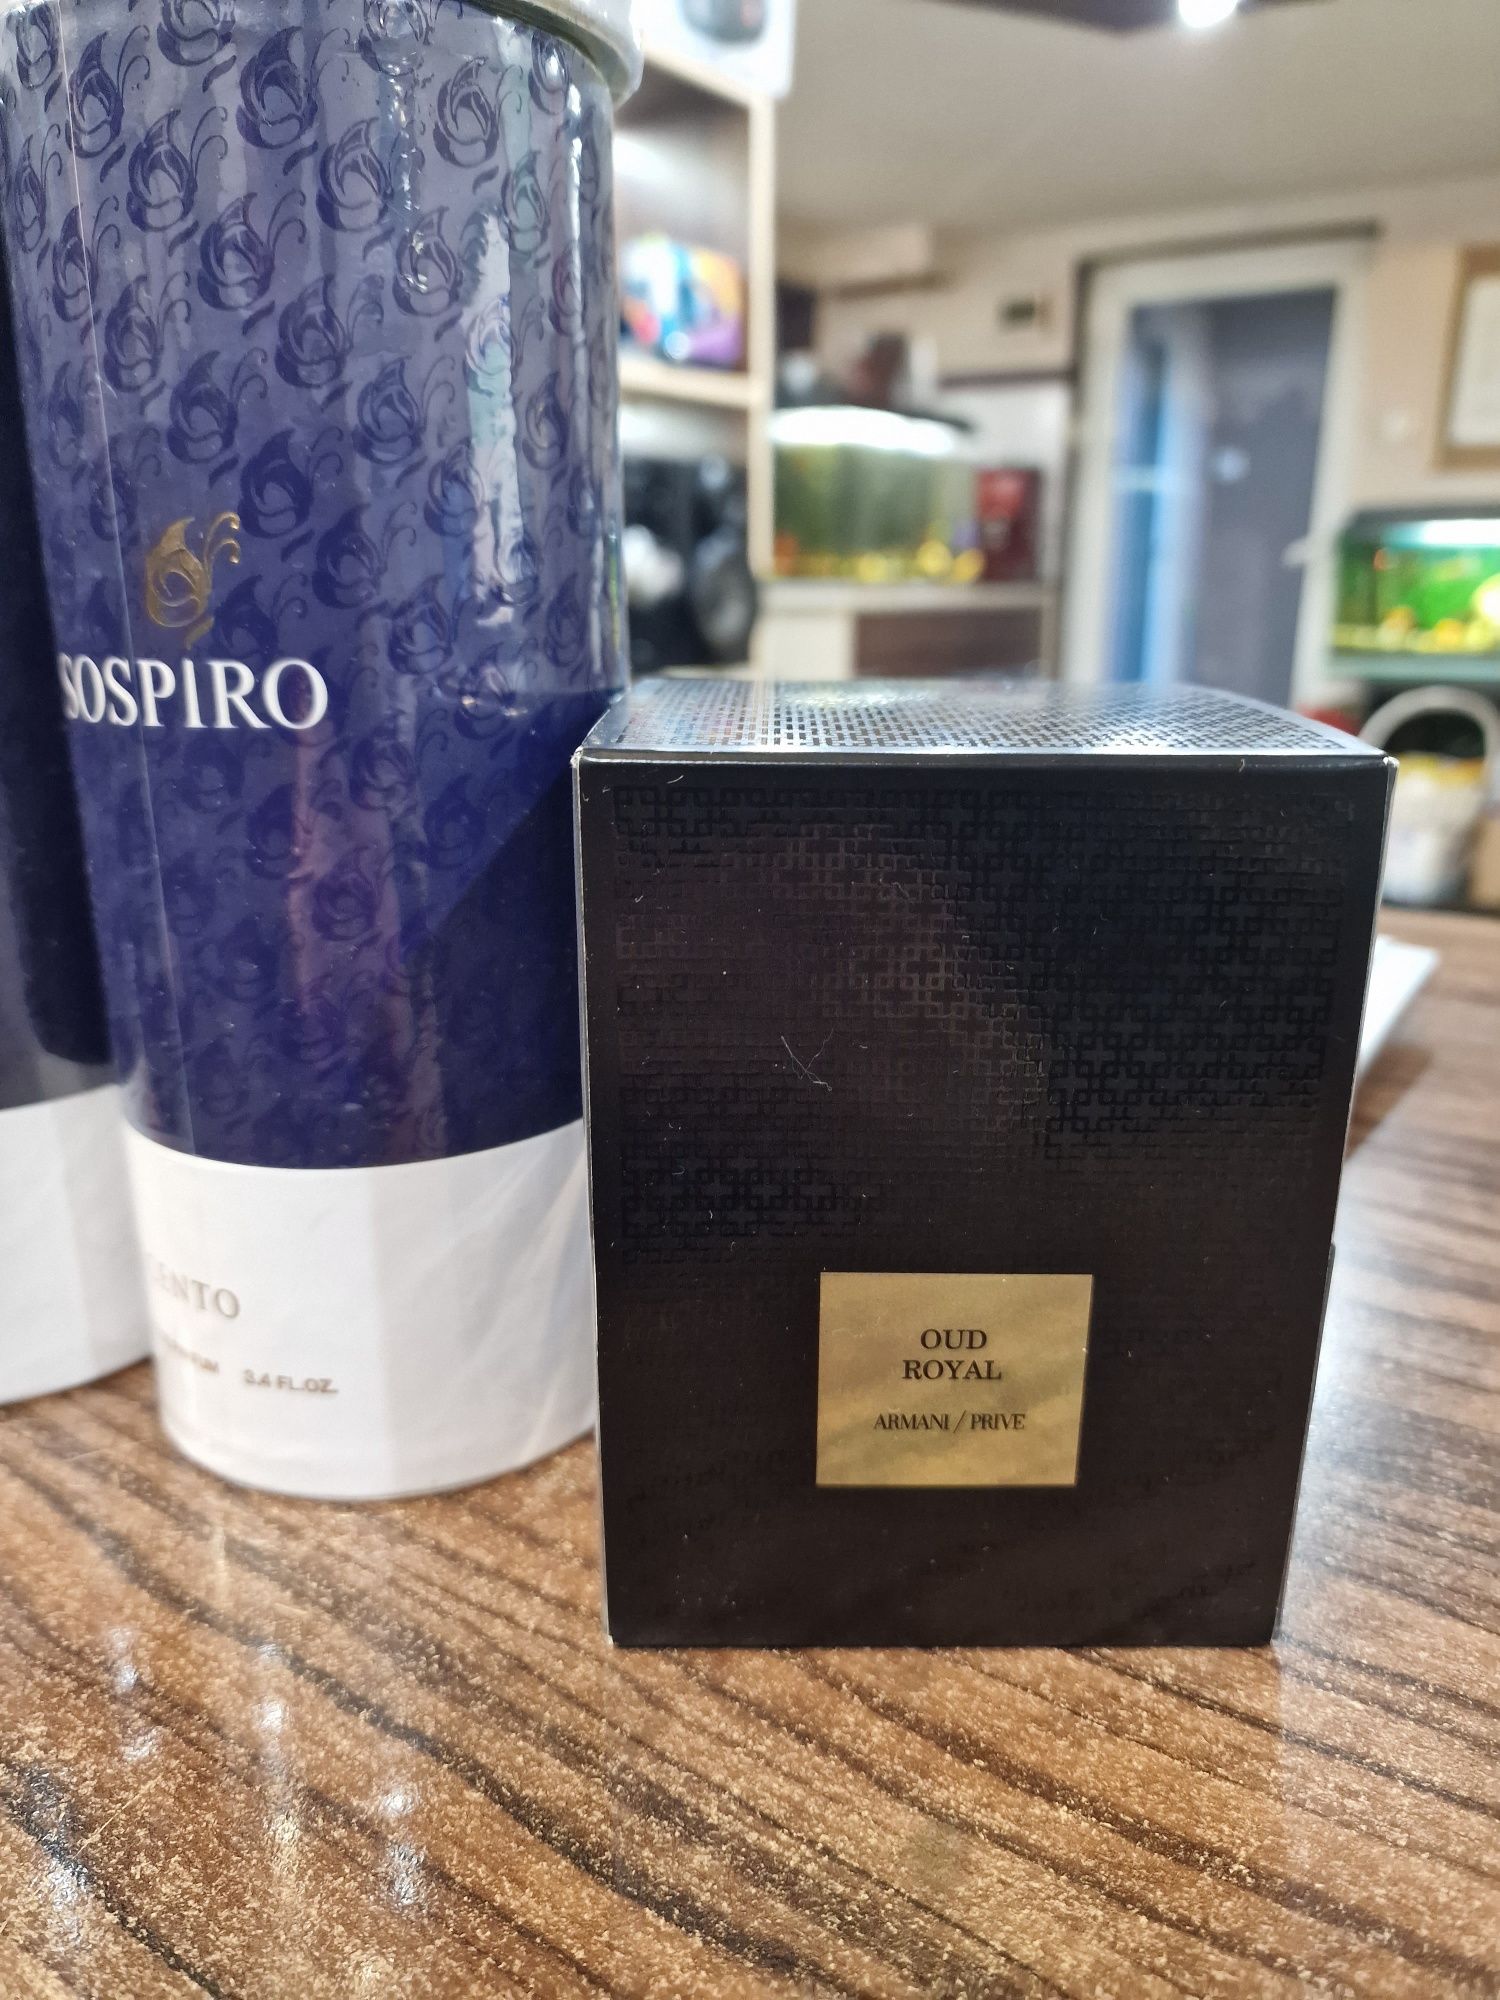 SOSPIRO
3.4 FL.OZ.
OUD
ROYAL
ARMANI / PRIVE